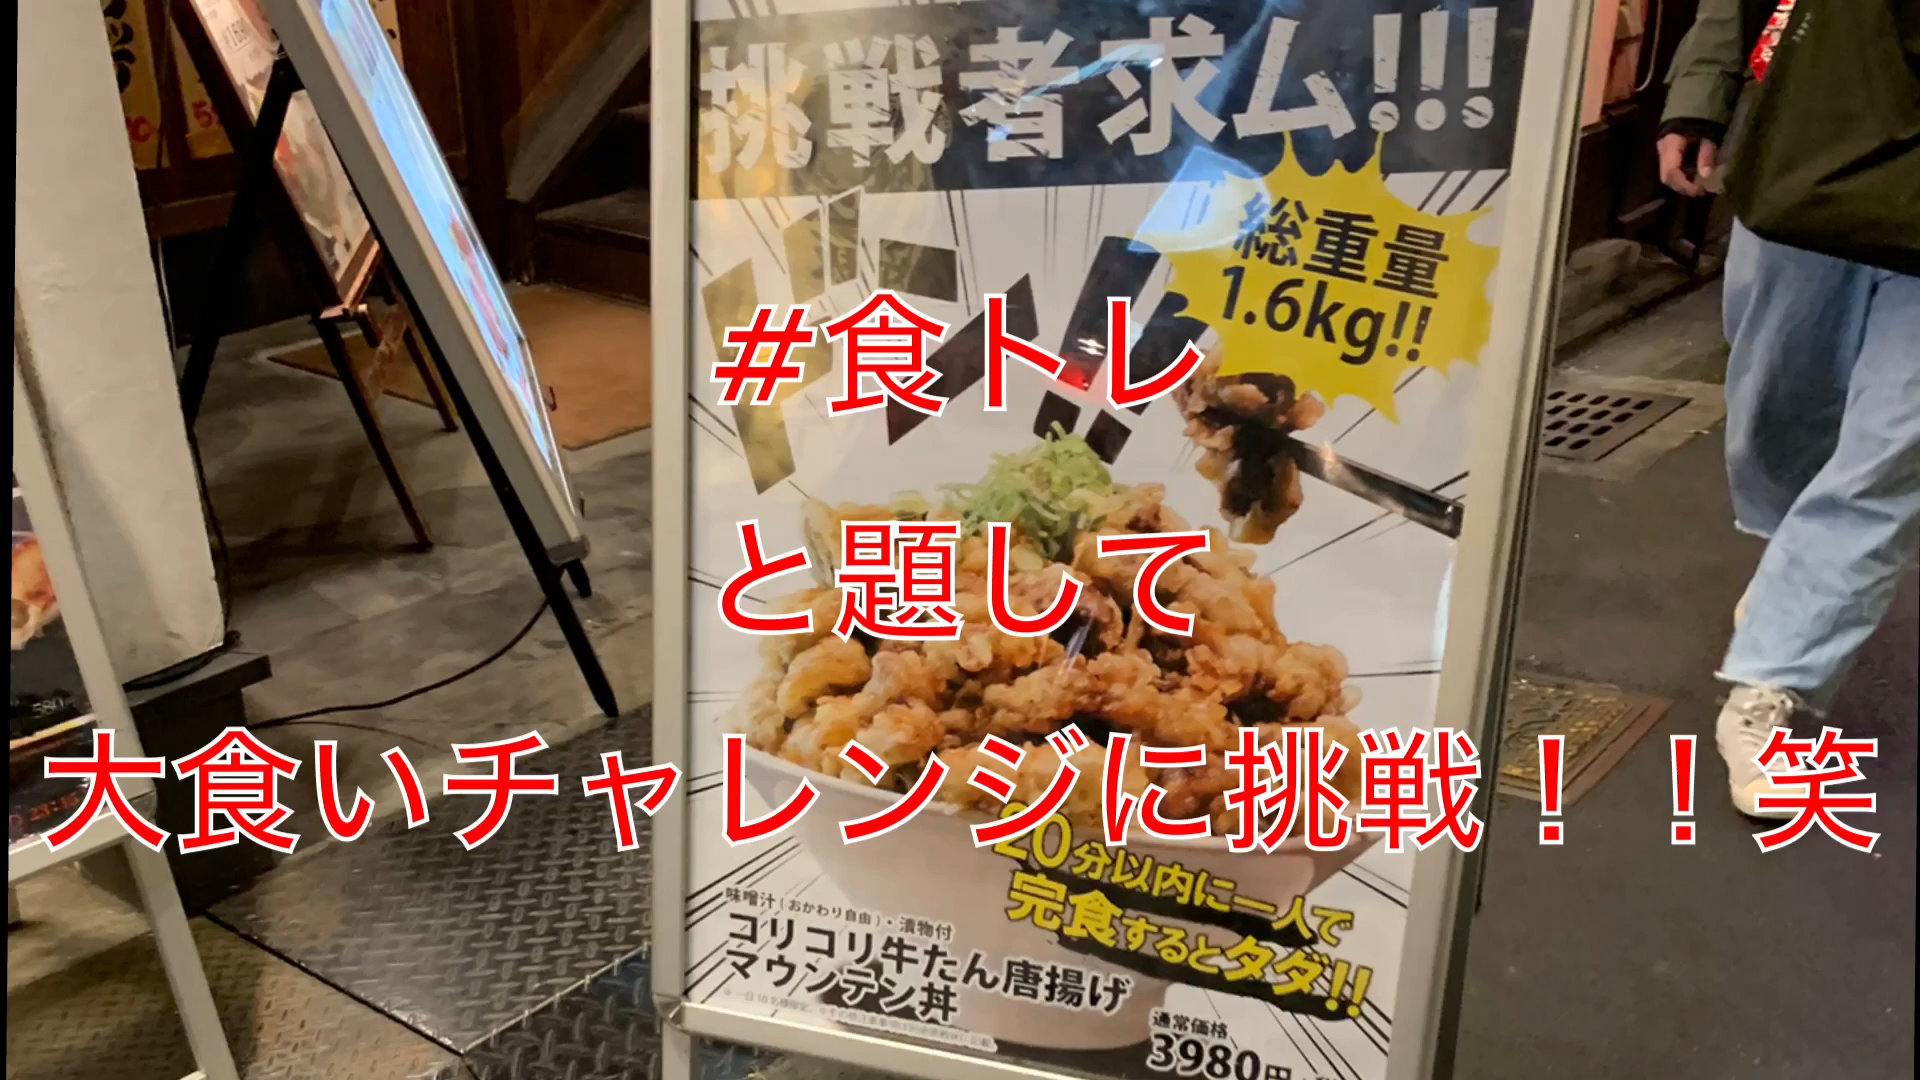 挑戦者求ム!!!
ドーン!!
総重量
1.6kg!!
#食トレ
と題して
大食いチャレンジに挑戦！！笑
20分以内に一人で
完食するとタダ!!
味噌汁(おかわり自由)・漬物付
コリコリ牛たん唐揚げ
マウンテン丼
通常価格
3980円
580